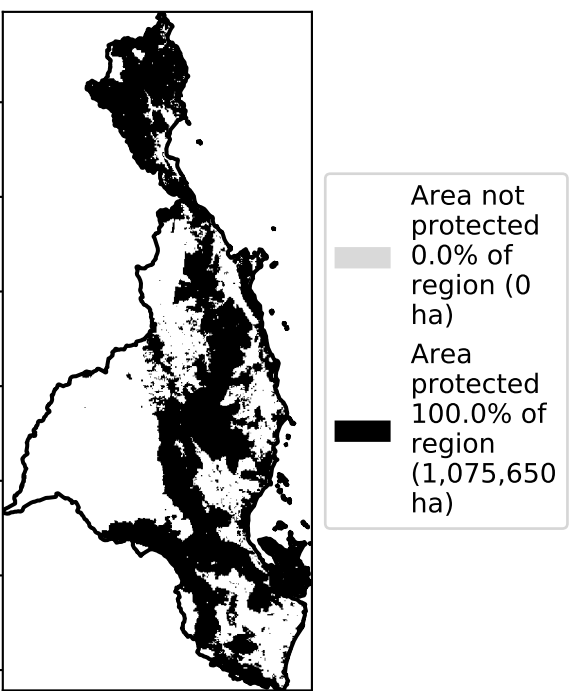 Area not
protected
0.0% of
region (0
ha)
Area
protected
100.0% of
region
(1,075,650
ha)